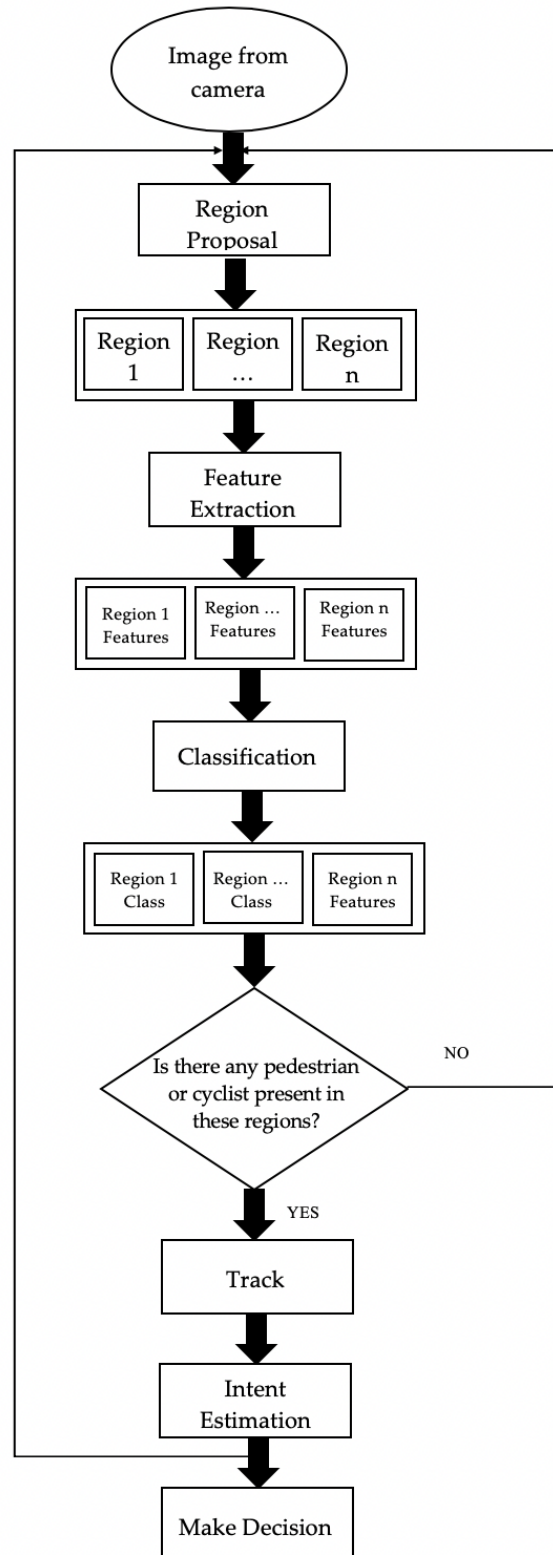 Image from
camera
Region
Proposal
Region
1
Region
...
Region
n
Feature
Extraction
Region 1
Features
Region ...
Features
Region n
Features
Classification
Region 1
Class
Region ...
Class
Region n
Features
Is there any pedestrian
or cyclist present in
these regions?
NO
YES
Track
Intent
Estimation
Make Decision